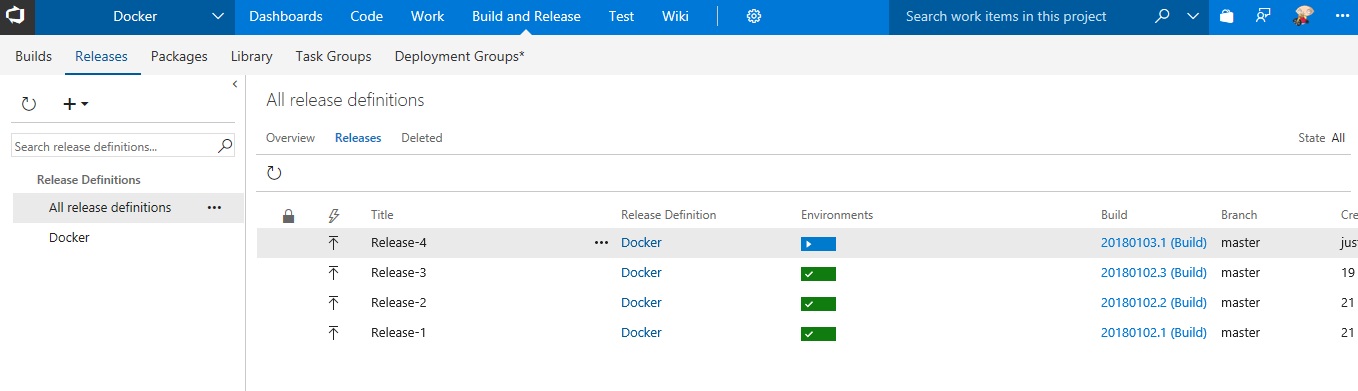 Docker Dashboards Code Work Build and Release Test Wiki Search work items in this project
Builds Releases Packages Library Task Groups Deployment Groups*
All release definitions
Overview Releases Deleted State All
Search release definitions...
Release Definitions
All release definitions
Docker
Title Release Definition Environments Build Branch Cre
Release-4 Docker 20180103.1 (Build) master jus
Release-3 Docker 20180102.3 (Build) master 19
Release-2 Docker 20180102.2 (Build) master 21
Release-1 Docker 20180102.1 (Build) master 21